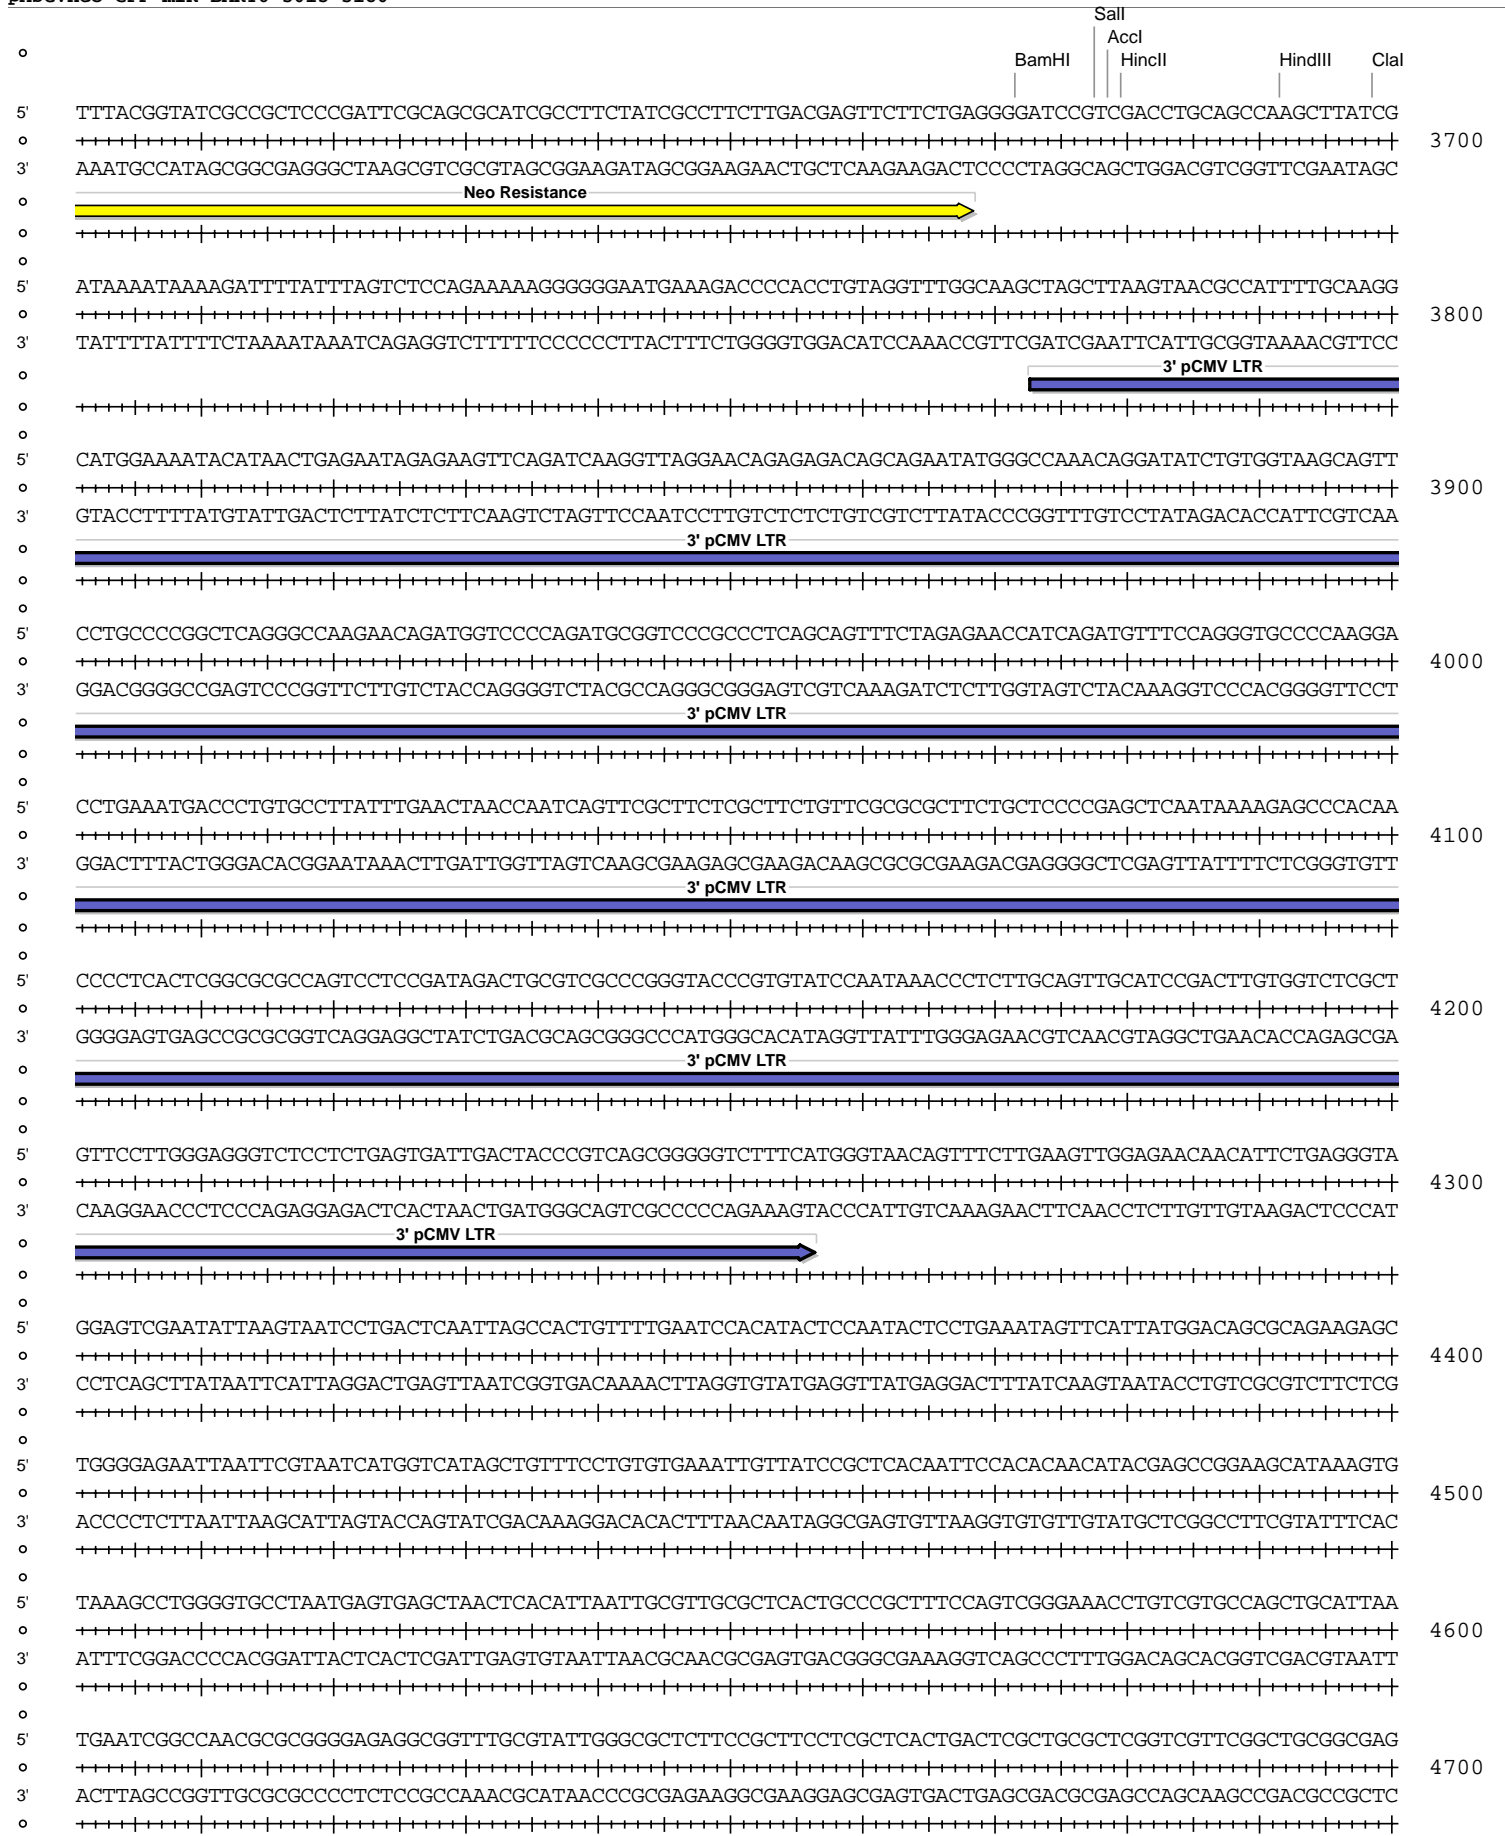 SalI
AccI
BamHI HincII HindIII ClaI
5' TTTACGGTATCGCCGCTCCCGATTCGCAGCGCATCGCCTTCTATCGCCTTCTTGACGAGTTCTTCTGAGGGGATCCGTCGACCTGCAGCCAAGCTTATCG
3700
3' AAATGCCATAGCGGCGAGGGCTAAGCGTCGCGTAGCGGAAGATAGCGGAAGAACTGCTCAAGAAGACTCCCCTAGGCAGCTGGACGTCGGTTCGAATAGC
Neo Resistance
5' ATAAAATAAAAGATTTTATTTAGTCTCCAGAAAAAGGGGGGAATGAAAGACCCCACCTGTAGGTTTGGCAAGCTAGCTTAAGTAACGCCATTTTGCAAGG
3800
3' TATTTTATTTTCTAAAATAAATCAGAGGTCTTTTTCCCCCCTTACTTTCTGGGGTGGACATCCAAACCGTTCGATCGAATTCATTGCGGTAAAACGTTCC
3' pCMV LTR
5' CATGGAAAATACATAACTGAGAATAGAGAAGTTCAGATCAAGGTTAGGAACAGAGAGACAGCAGAATATGGGCCAAACAGGATATCTGTGGTAAGCAGTT
3900
3' GTACCTTTTATGTATTGACTCTTATCTCTTCAAGTCTAGTTCCAATCCTTGTCTCTCTGTCGTCTTATACCCGGTTTGTCCTATAGACACCATTCGTCAA
3' pCMV LTR
5' CCTGCCCCGGCTCAGGGCCAAGAACAGATGGTCCCCAGATGCGGTCCCGCCCTCAGCAGTTTCTAGAGAACCATCAGATGTTTCCAGGGTGCCCCAAGGA
4000
3' GGACGGGGCCGAGTCCCGGTTCTTGTCTACCAGGGGTCTACGCCAGGGCGGGAGTCGTCAAAGATCTCTTGGTAGTCTACAAAGGTCCCACGGGGTTCCT
3' pCMV LTR
5' CCTGAAATGACCCTGTGCCTTATTTGAACTAACCAATCAGTTCGCTTCTCGCTTCTGTTCGCGCGCTTCTGCTCCCCGAGCTCAATAAAAGAGCCCACAA
4100
3' GGACTTTACTGGGACACGGAATAAACTTGATTGGTTAGTCAAGCGAAGAGCGAAGACAAGCGCGCGAAGACGAGGGGCTCGAGTTATTTTCTCGGGTGTT
3' pCMV LTR
5' CCCCTCACTCGGCGCGCCAGTCCTCCGATAGACTGCGTCGCCCGGGTACCCGTGTATCCAATAAACCCTCTTGCAGTTGCATCCGACTTGTGGTCTCGCT
4200
3' GGGGAGTGAGCCGCGCGGTCAGGAGGCTATCTGACGCAGCGGGCCCATGGGCACATAGGTTATTTGGGAGAACGTCAACGTAGGCTGAACACCAGAGCGA
3' pCMV LTR
5' GTTCCTTGGGAGGGTCTCCTCTGAGTGATTGACTACCCGTCAGCGGGGGTCTTTCATGGGTAACAGTTTCTTGAAGTTGGAGAACAACATTCTGAGGGTA
4300
3' CAAGGAACCCTCCCAGAGGAGACTCACTAACTGATGGGCAGTCGCCCCCAGAAAGTACCCATTGTCAAAGAACTTCAACCTCTTGTTGTAAGACTCCCAT
3' pCMV LTR
5' GGAGTCGAATATTAAGTAATCCTGACTCAATTAGCCACTGTTTTGAATCCACATACTCCAATACTCCTGAAATAGTTCATTATGGACAGCGCAGAAGAGC
4400
3' CCTCAGCTTATAATTCATTAGGACTGAGTTAATCGGTGACAAAACTTAGGTGTATGAGGTTATGAGGACTTTATCAAGTAATACCTGTCGCGTCTTCTCG
5' TGGGGAGAATTAATTCGTAATCATGGTCATAGCTGTTTCCTGTGTGAAATTGTTATCCGCTCACAATTCCACACAACATACGAGCCGGAAGCATAAAGTG
4500
3' ACCCCTCTTAATTAAGCATTAGTACCAGTATCGACAAAGGACACACTTTAACAATAGGCGAGTGTTAAGGTGTGTTGTATGCTCGGCCTTCGTATTTCAC
5' TAAAGCCTGGGGTGCCTAATGAGTGAGCTAACTCACATTAATTGCGTTGCGCTCACTGCCCGCTTTCCAGTCGGGAAACCTGTCGTGCCAGCTGCATTAA
4600
3' ATTTCGGACCCCACGGATTACTCACTCGATTGAGTGTAATTAACGCAACGCGAGTGACGGGCGAAAGGTCAGCCCTTTGGACAGCACGGTCGACGTAATT
5' TGAATCGGCCAACGCGCGGGGAGAGGCGGTTTGCGTATTGGGCGCTCTTCCGCTTCCTCGCTCACTGACTCGCTGCGCTCGGTCGTTCGGCTGCGGCGAG
4700
3' ACTTAGCCGGTTGCGCGCCCCTCTCCGCCAAACGCATAACCCGCGAGAAGGCGAAGGAGCGAGTGACTGAGCGACGCGAGCCAGCAAGCCGACGCCGCTC